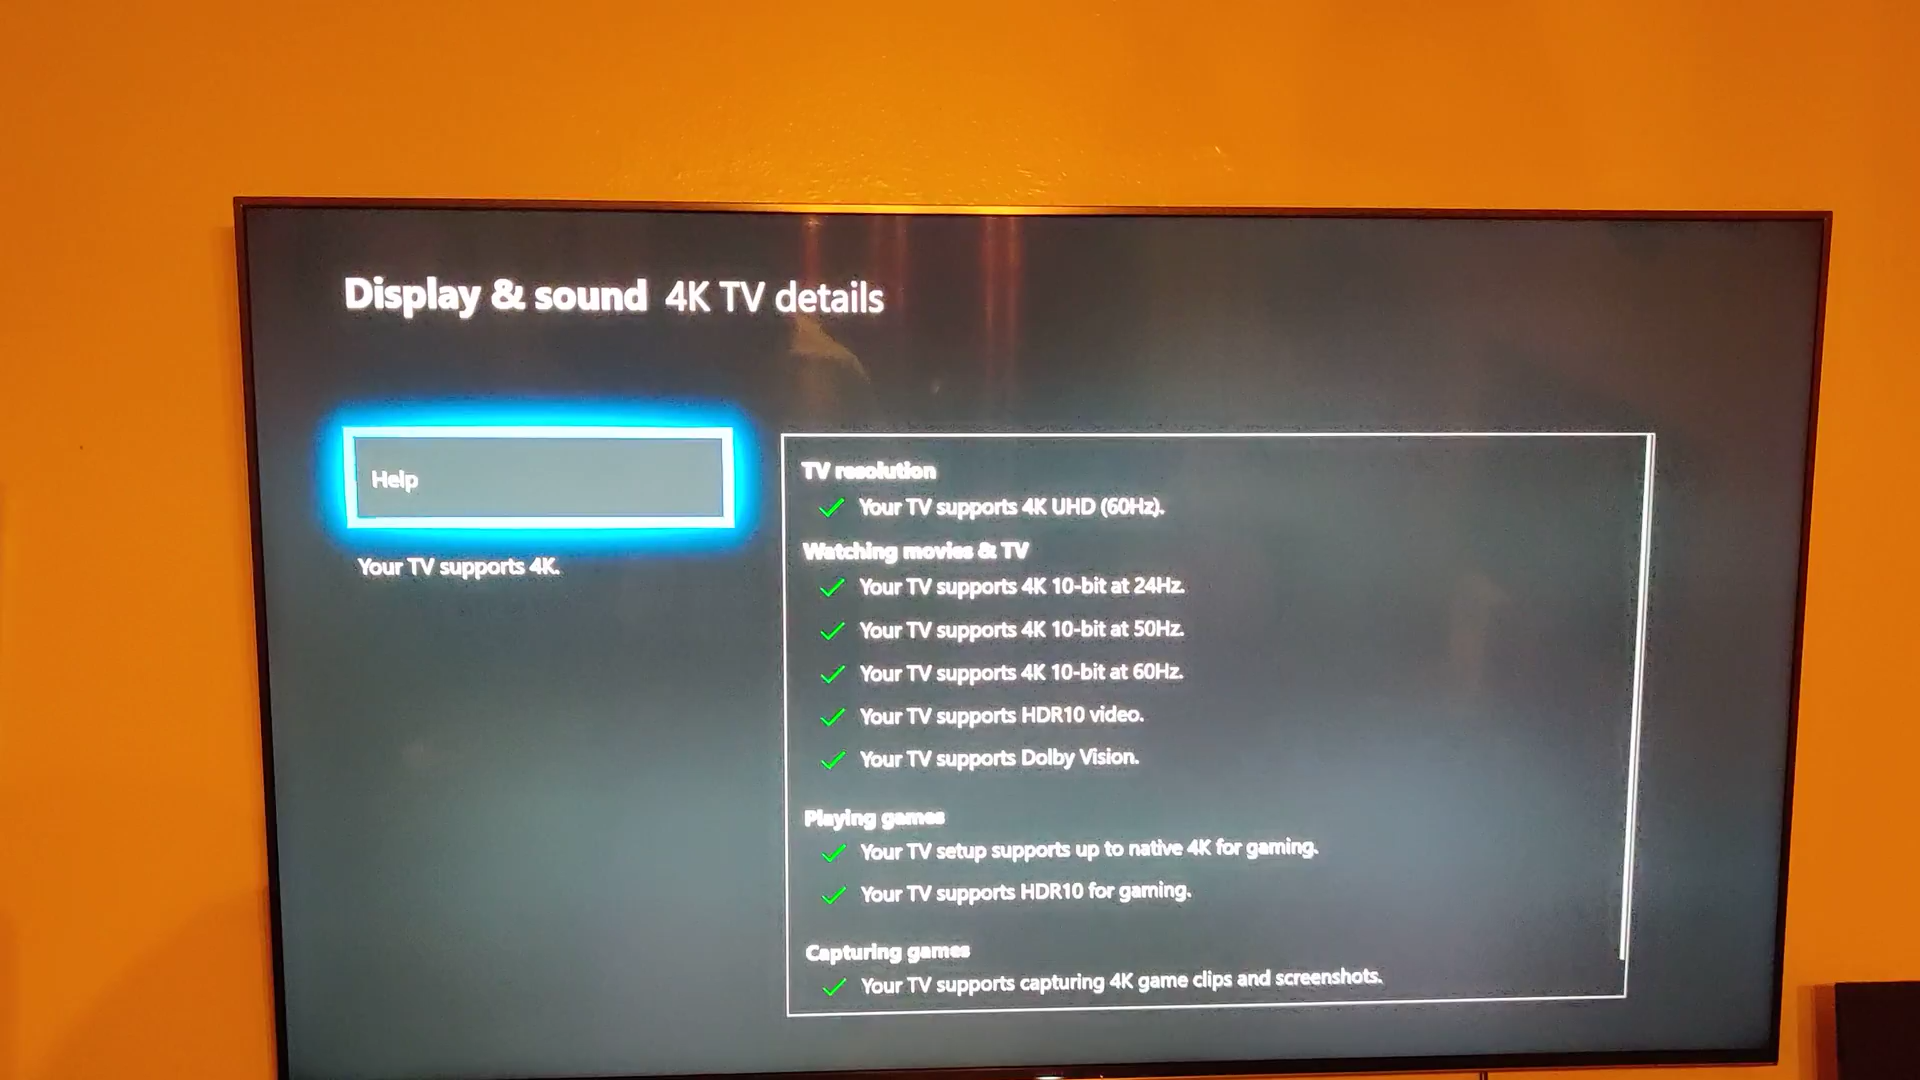 Display & sound 4K TV details
Help
Your TV supports 4K.
TV resolution
Your TV supports 4K UHD (60Hz).
Watching movies & TV
Your TV supports 4K 10-bit at 24Hz.
Your TV supports 4K 10-bit at 50Hz.
Your TV supports 4K 10-bit at 60Hz.
Your TV supports HDR10 video.
Your TV supports Dolby Vision.
Playing games
Your TV setup supports up to native 4K for gaming.
Your TV supports HDR10 for gaming.
Capturing games
Your TV supports capturing 4K game clips and screenshots.